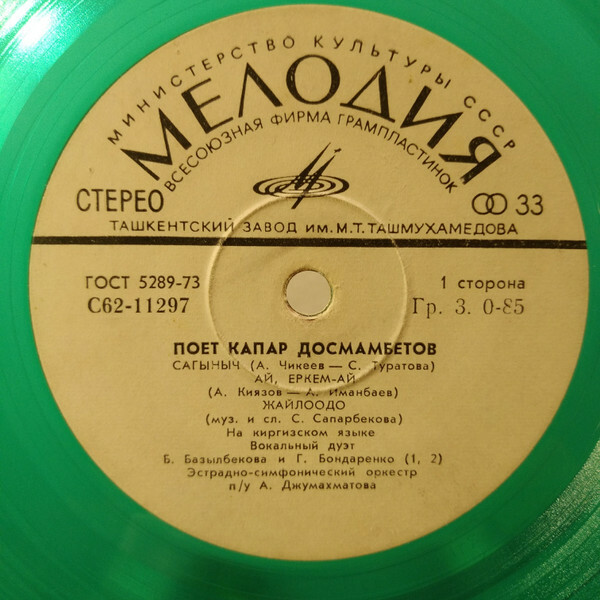 МИНИСТЕРСТВО КУЛЬТУРЫ СССР
МЕЛОДИЯ
ВСЕСОЮЗНАЯ ФИРМА ГРАМПЛАСТИНОК
СТЕРЕО
33
ТАШКЕНТСКИЙ ЗАВОД ИМ. М.Т. ТАШМУХАМЕДОВА
ГОСТ 5289-73
1 сторона
С62-11297
Гр. 3. 0-85
ПОЕТ КАПАР ДОСМАМБЕТОВ
САГЫНЫЧ (А. Чикеев — С. Туратова)
АЙ, ЕРКЕМ-АЙ
(А. Киязов — А. Иманбаев)
ЖАЙЛООДО
(муз. и сл. С. Сапарбекова)
На киргизском языке
Вокальный дуэт
Б. Базылбекова и Г. Бондаренко (1, 2)
Эстрадно-симфонический оркестр
п/у А. Джумахматова